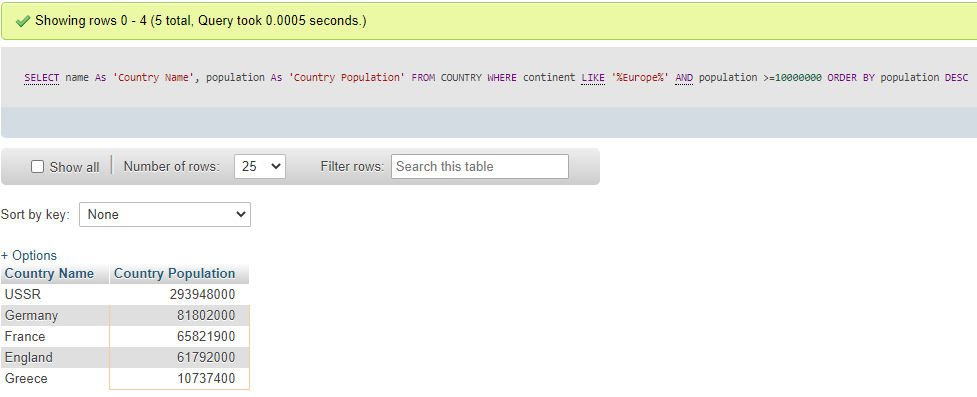 Showing rows 0 - 4 (5 total, Query took 0.0005 seconds.)
SELECT name As 'Country Name', population As 'Country Population' FROM COUNTRY WHERE continent LIKE '%Europe%' AND population >=10000000 ORDER BY population DESC
Show all Number of rows: 25 Filter rows: Search this table
Sort by key: None
+ Options
Country Name Country Population
USSR 293948000
Germany 81802000
France 65821900
England 61792000
Greece 10737400